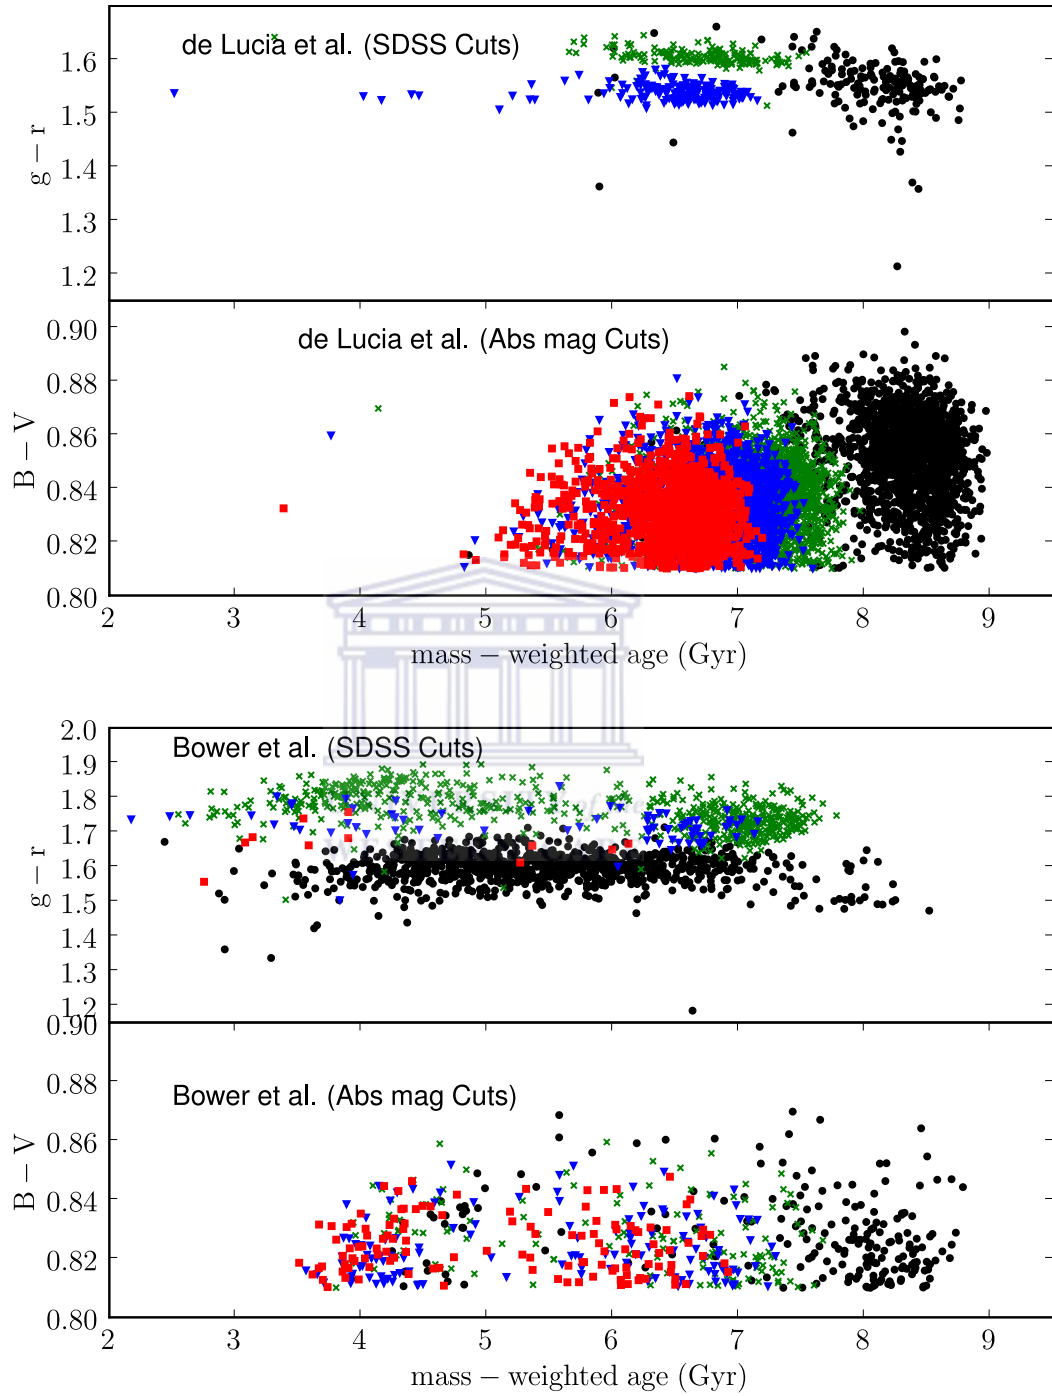 de Lucia et al. (SDSS Cuts)
1.6
1.5
1.4
1.3
1.2
g − r
de Lucia et al. (Abs mag Cuts)
0.90
0.88
0.86
0.84
0.82
0.80
B − V
2 3 4 5 6 7 8 9
mass − weighted age (Gyr)
Bower et al. (SDSS Cuts)
2.0
1.9
1.8
1.7
1.6
1.5
1.4
1.3
1.2
g − r
of the
Bower et al. (Abs mag Cuts)
0.90
0.88
0.86
0.84
0.82
0.80
B − V
2 3 4 5 6 7 8 9
mass − weighted age (Gyr)